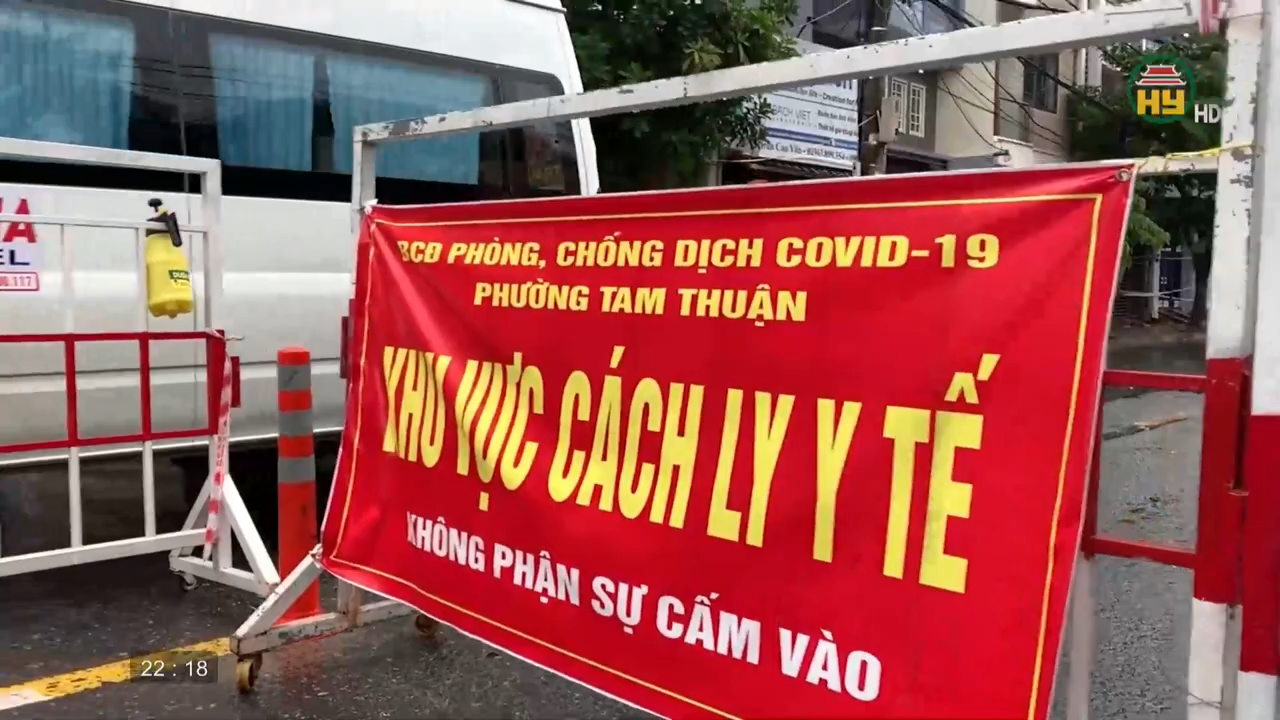 HY HD
BCĐ PHÒNG, CHỐNG DỊCH COVID-19
PHƯỜNG TAM THUẬN
KHU VỰC CÁCH LY Y TẾ
KHÔNG PHẬN SỰ CẤM VÀO
22 : 18